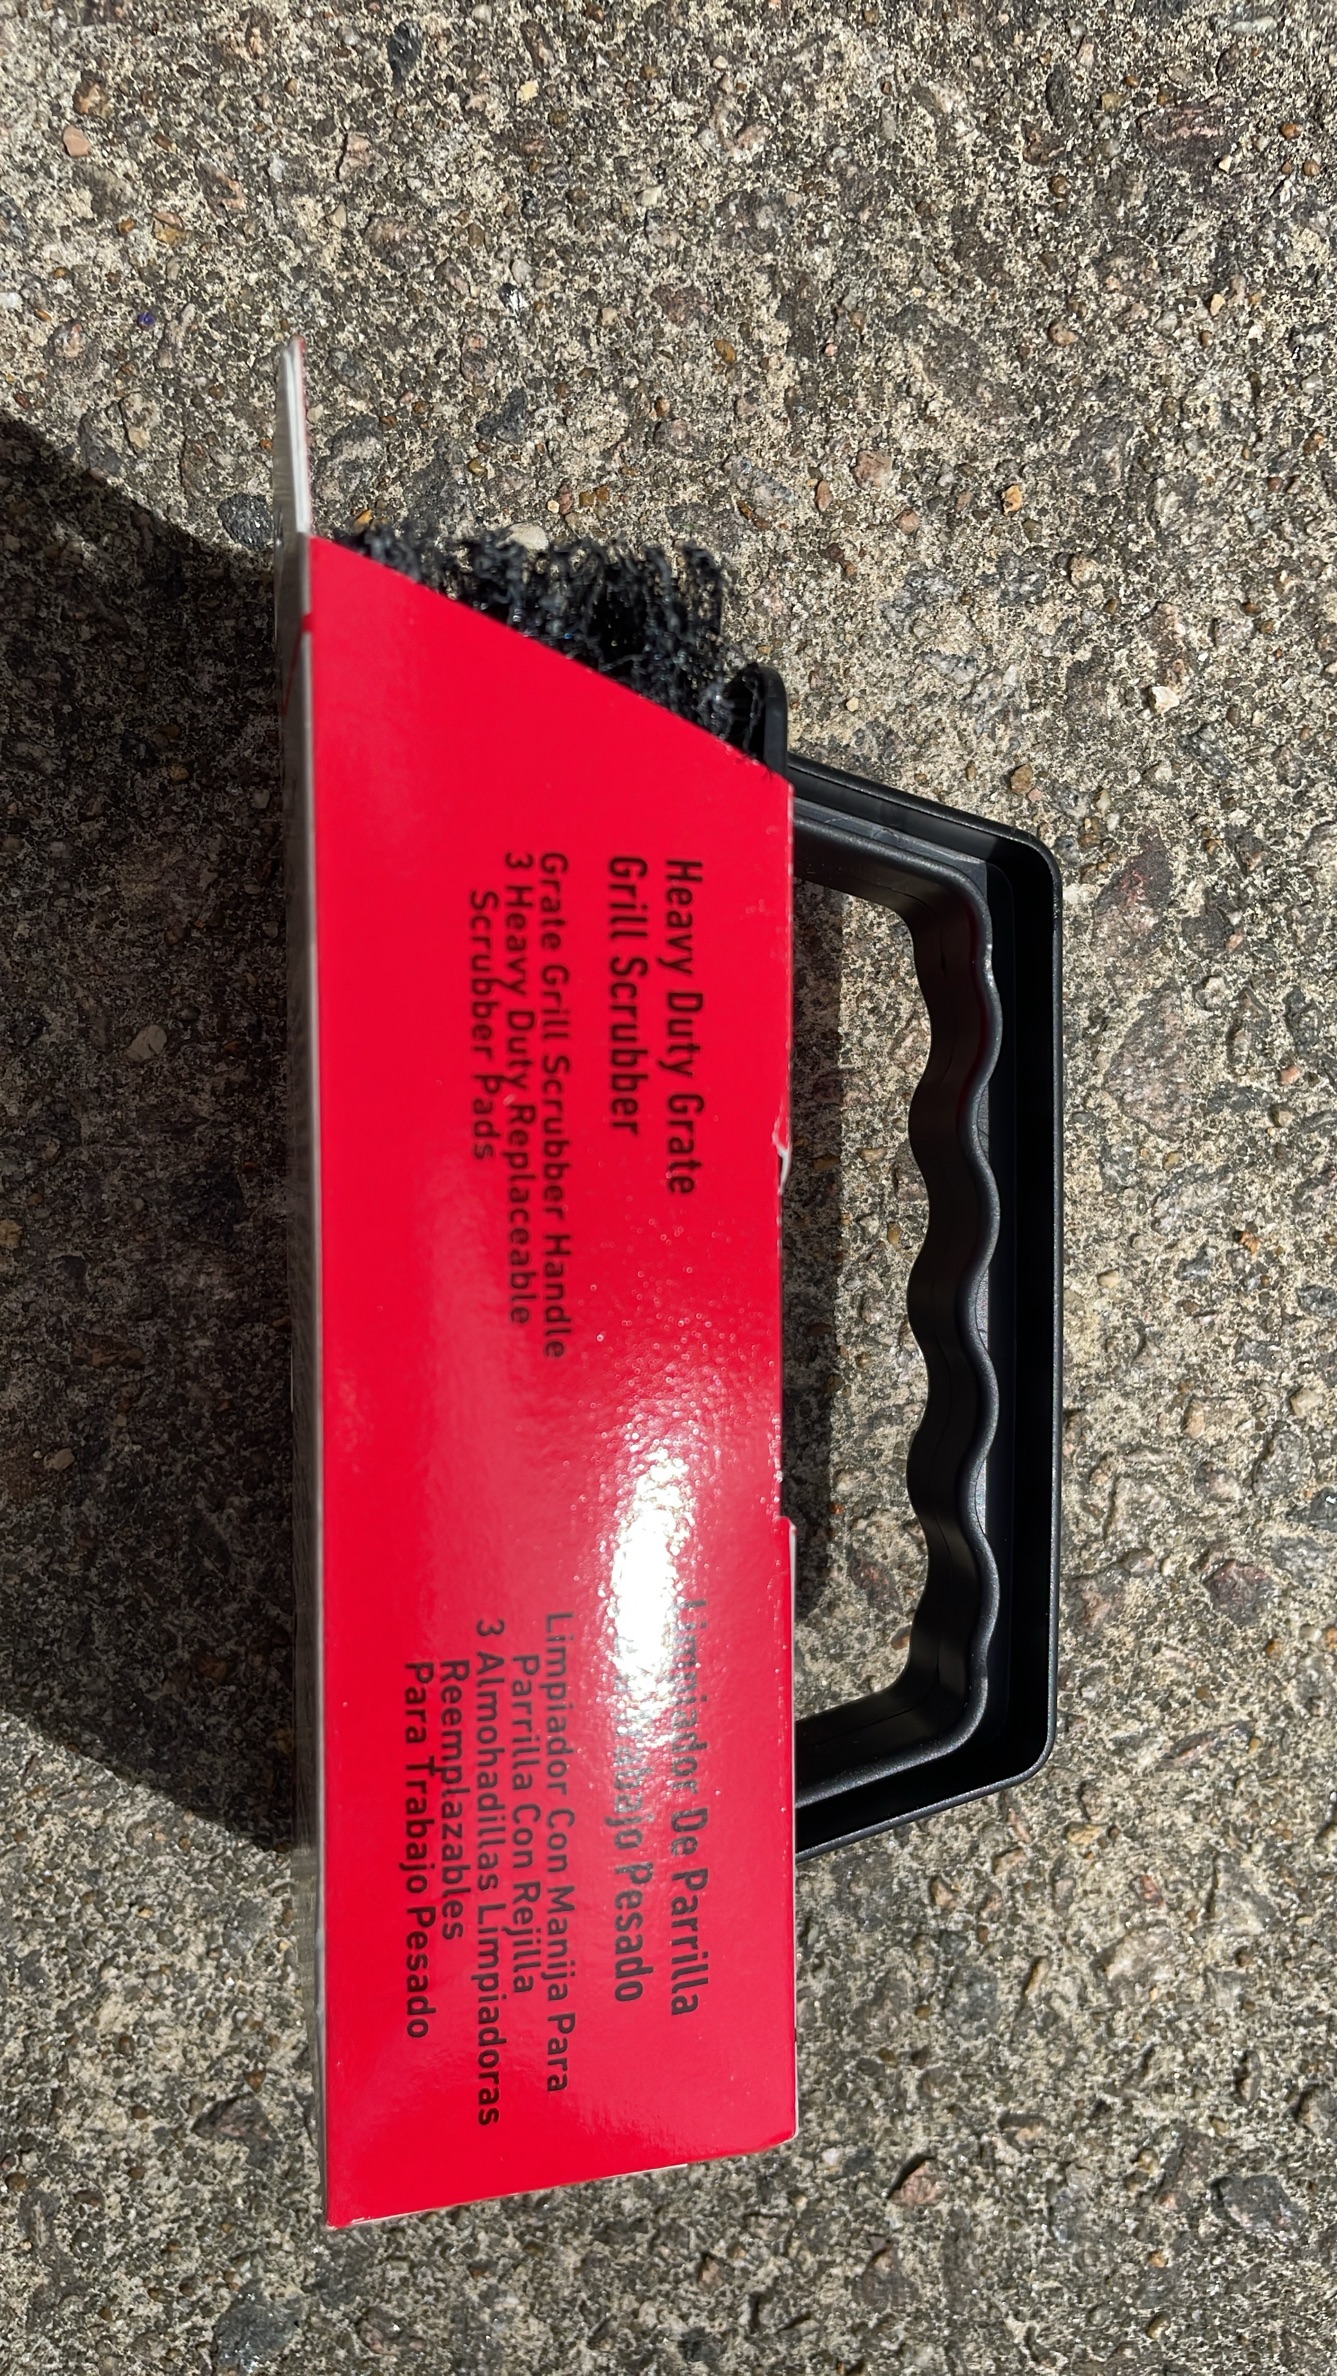 Heavy Duty Grate
Grill Scrubber
Grate Grill Scrubber Handle
3 Heavy Duty Replaceable
Scrubber Pads
Limpiador De Parrilla
Trabajo Pesado
Limpiador Con Manija Para
Parrilla Con Rejilla
3 Almohadillas Limpiadoras
Reemplazables
Para Trabajo Pesado